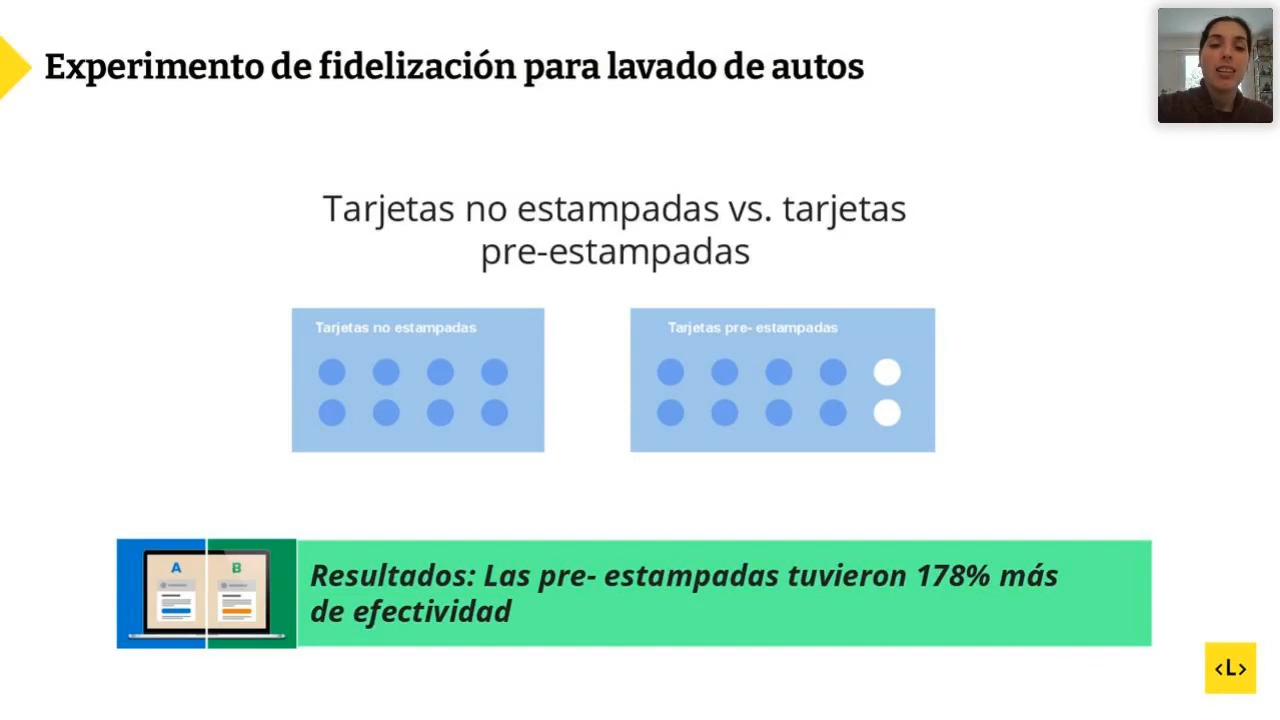 Experimento de fidelización para lavado de autos
Tarjetas no estampadas vs. tarjetas
pre-estampadas
Tarjetas no estampadas
Tarjetas pre- estampadas
A
B
Resultados: Las pre- estampadas tuvieron 178% más
de efectividad
<L>